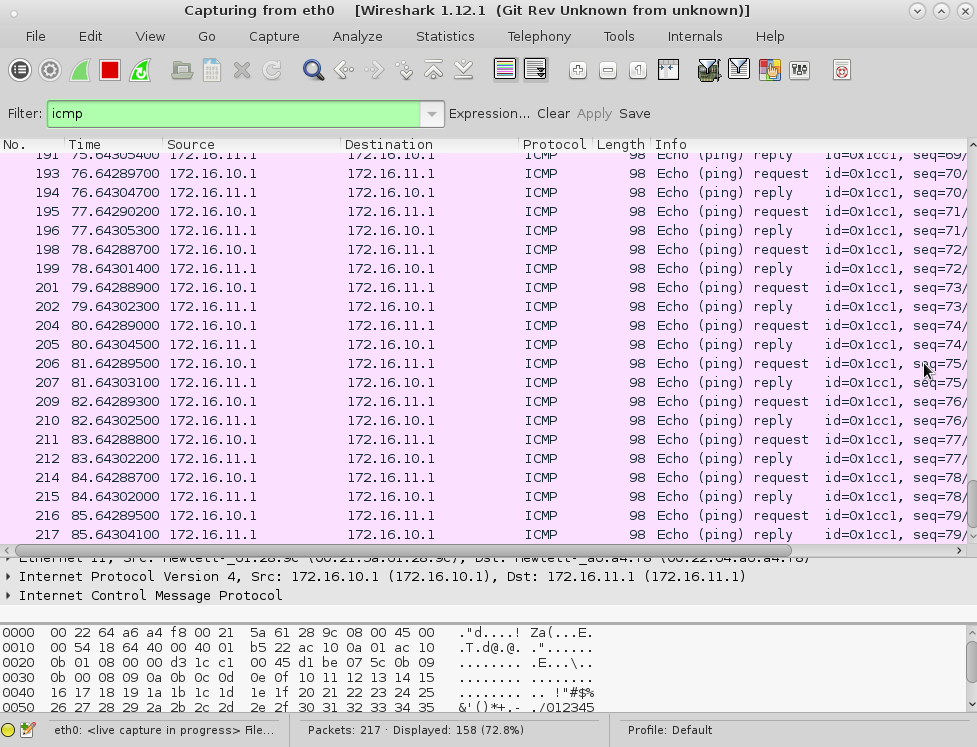 Capturing from eth0    [Wireshark 1.12.1  (Git Rev Unknown from unknown)]
File Edit View Go Capture Analyze Statistics Telephony Tools Internals Help
Filter: icmp Expression... Clear Apply Save
No. Time Source Destination Protocol Length Info
191 75.64305400 172.16.11.1 172.16.10.1 ICMP 98 Echo (ping) reply id=0x1cc1, seq=69/
193 76.64289700 172.16.10.1 172.16.11.1 ICMP 98 Echo (ping) request id=0x1cc1, seq=70/
194 76.64304700 172.16.11.1 172.16.10.1 ICMP 98 Echo (ping) reply id=0x1cc1, seq=70/
195 77.64290200 172.16.10.1 172.16.11.1 ICMP 98 Echo (ping) request id=0x1cc1, seq=71/
196 77.64305300 172.16.11.1 172.16.10.1 ICMP 98 Echo (ping) reply id=0x1cc1, seq=71/
198 78.64288700 172.16.10.1 172.16.11.1 ICMP 98 Echo (ping) request id=0x1cc1, seq=72/
199 78.64301400 172.16.11.1 172.16.10.1 ICMP 98 Echo (ping) reply id=0x1cc1, seq=72/
201 79.64288900 172.16.10.1 172.16.11.1 ICMP 98 Echo (ping) request id=0x1cc1, seq=73/
202 79.64302300 172.16.11.1 172.16.10.1 ICMP 98 Echo (ping) reply id=0x1cc1, seq=73/
204 80.64289000 172.16.10.1 172.16.11.1 ICMP 98 Echo (ping) request id=0x1cc1, seq=74/
205 80.64304500 172.16.11.1 172.16.10.1 ICMP 98 Echo (ping) reply id=0x1cc1, seq=74/
206 81.64289500 172.16.10.1 172.16.11.1 ICMP 98 Echo (ping) request id=0x1cc1, seq=75/
207 81.64303100 172.16.11.1 172.16.10.1 ICMP 98 Echo (ping) reply id=0x1cc1, seq=75/
209 82.64289300 172.16.10.1 172.16.11.1 ICMP 98 Echo (ping) request id=0x1cc1, seq=76/
210 82.64302500 172.16.11.1 172.16.10.1 ICMP 98 Echo (ping) reply id=0x1cc1, seq=76/
211 83.64288800 172.16.10.1 172.16.11.1 ICMP 98 Echo (ping) request id=0x1cc1, seq=77/
212 83.64302200 172.16.11.1 172.16.10.1 ICMP 98 Echo (ping) reply id=0x1cc1, seq=77/
214 84.64288700 172.16.10.1 172.16.11.1 ICMP 98 Echo (ping) request id=0x1cc1, seq=78/
215 84.64302000 172.16.11.1 172.16.10.1 ICMP 98 Echo (ping) reply id=0x1cc1, seq=78/
216 85.64289500 172.16.10.1 172.16.11.1 ICMP 98 Echo (ping) request id=0x1cc1, seq=79/
217 85.64304100 172.16.11.1 172.16.10.1 ICMP 98 Echo (ping) reply id=0x1cc1, seq=79/
Ethernet II, Src: Hewlett-_61:28:9c (00:21:5a:61:28:9c), Dst: Hewlett-_a6:a4:f8 (00:22:64:a6:a4:f8)
Internet Protocol Version 4, Src: 172.16.10.1 (172.16.10.1), Dst: 172.16.11.1 (172.16.11.1)
Internet Control Message Protocol
0000  00 22 64 a6 a4 f8 00 21  5a 61 28 9c 08 00 45 00   ."d....! Za(...E.
0010  00 54 18 64 40 00 40 01  b5 22 ac 10 0a 01 ac 10   .T.d@.@. ."......
0020  0b 01 08 00 00 d3 1c c1  00 45 d1 be 07 5c 0b 09   ........ .E...\..
0030  0b 00 08 09 0a 0b 0c 0d  0e 0f 10 11 12 13 14 15   ........ ........
0040  16 17 18 19 1a 1b 1c 1d  1e 1f 20 21 22 23 24 25   ........ .. !"#$%
0050  26 27 28 29 2a 2b 2c 2d  2e 2f 30 31 32 33 34 35   &'()*+,- ./012345
eth0: <live capture in progress> File... Packets: 217 · Displayed: 158 (72.8%) Profile: Default